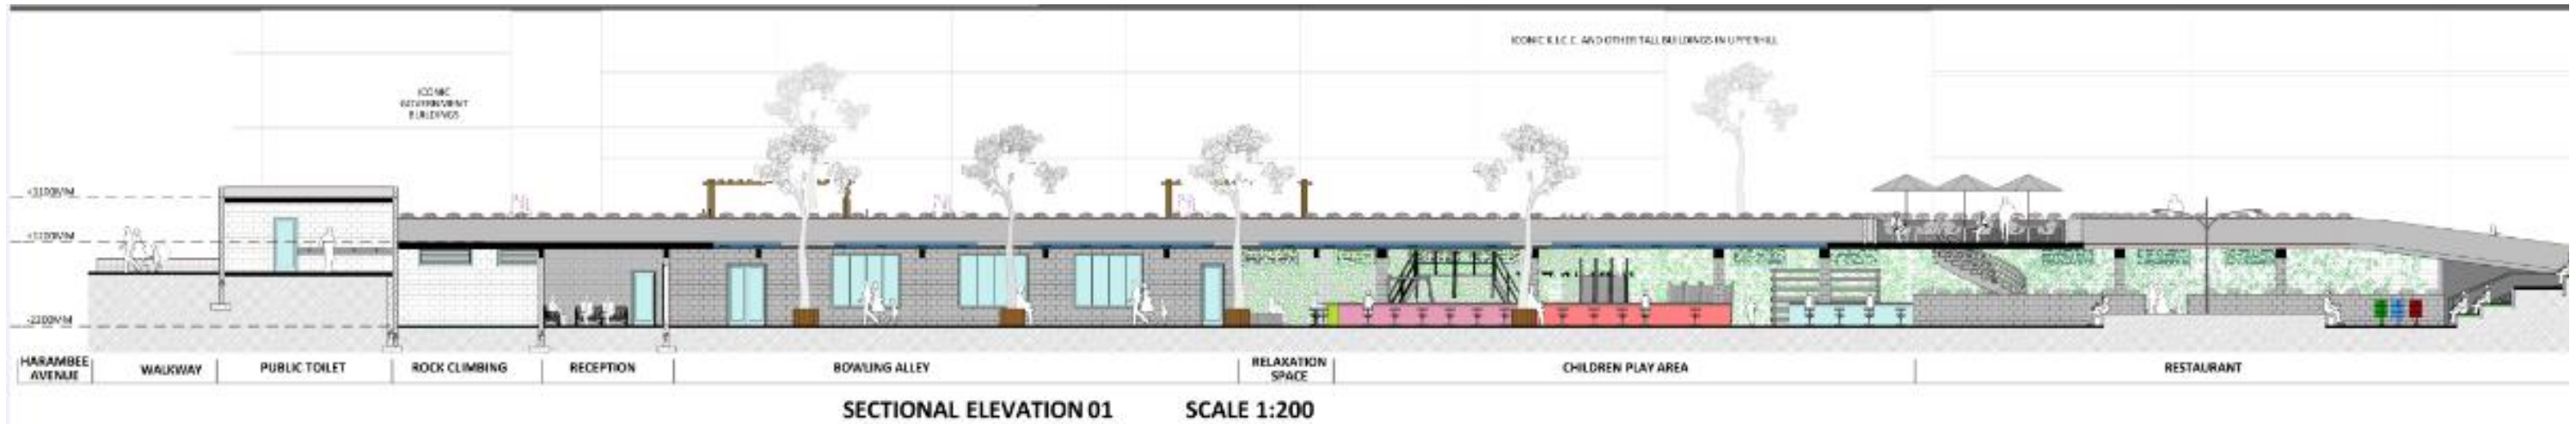 ICONIC K.I.C.C. AND OTHER TALL BUILDINGS IN UPPERHILL
ICONIC
GOVERNMENT
BUILDINGS
HARAMBEE
AVENUE
WALKWAY
PUBLIC TOILET
ROCK CLIMBING
RECEPTION
BOWLING ALLEY
RELAXATION
SPACE
CHILDREN PLAY AREA
RESTAURANT
SECTIONAL ELEVATION 01
SCALE 1:200